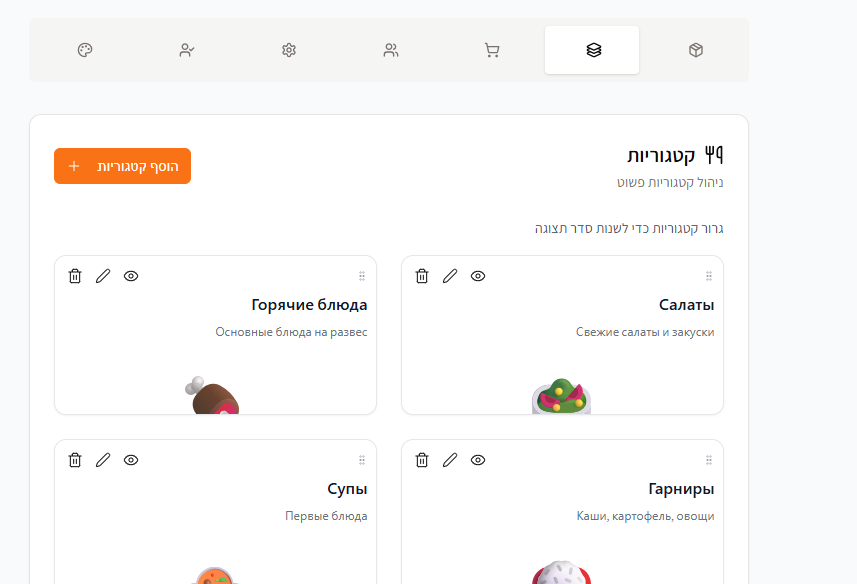 קטגוריות
ניהול קטגוריות פשוט
הוסף קטגוריות
גרור קטגוריות כדי לשנות סדר תצוגה
Салаты
Свежие салаты и закуски
Горячие блюда
Основные блюда на развес
Гарниры
Каши, картофель, овощи
Супы
Первые блюда